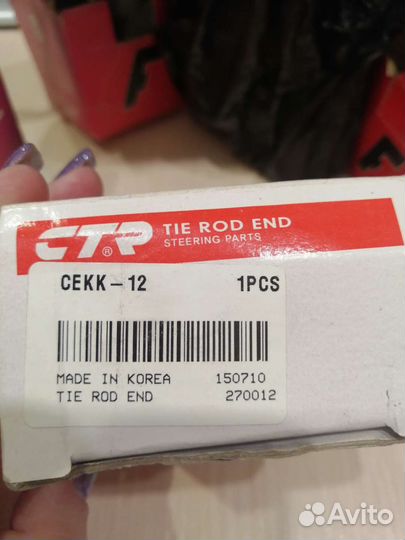 CTR® TIE ROD END
STEERING PARTS
CEKK-12 1PCS
MADE IN KOREA 150710
TIE ROD END 270012
Avito